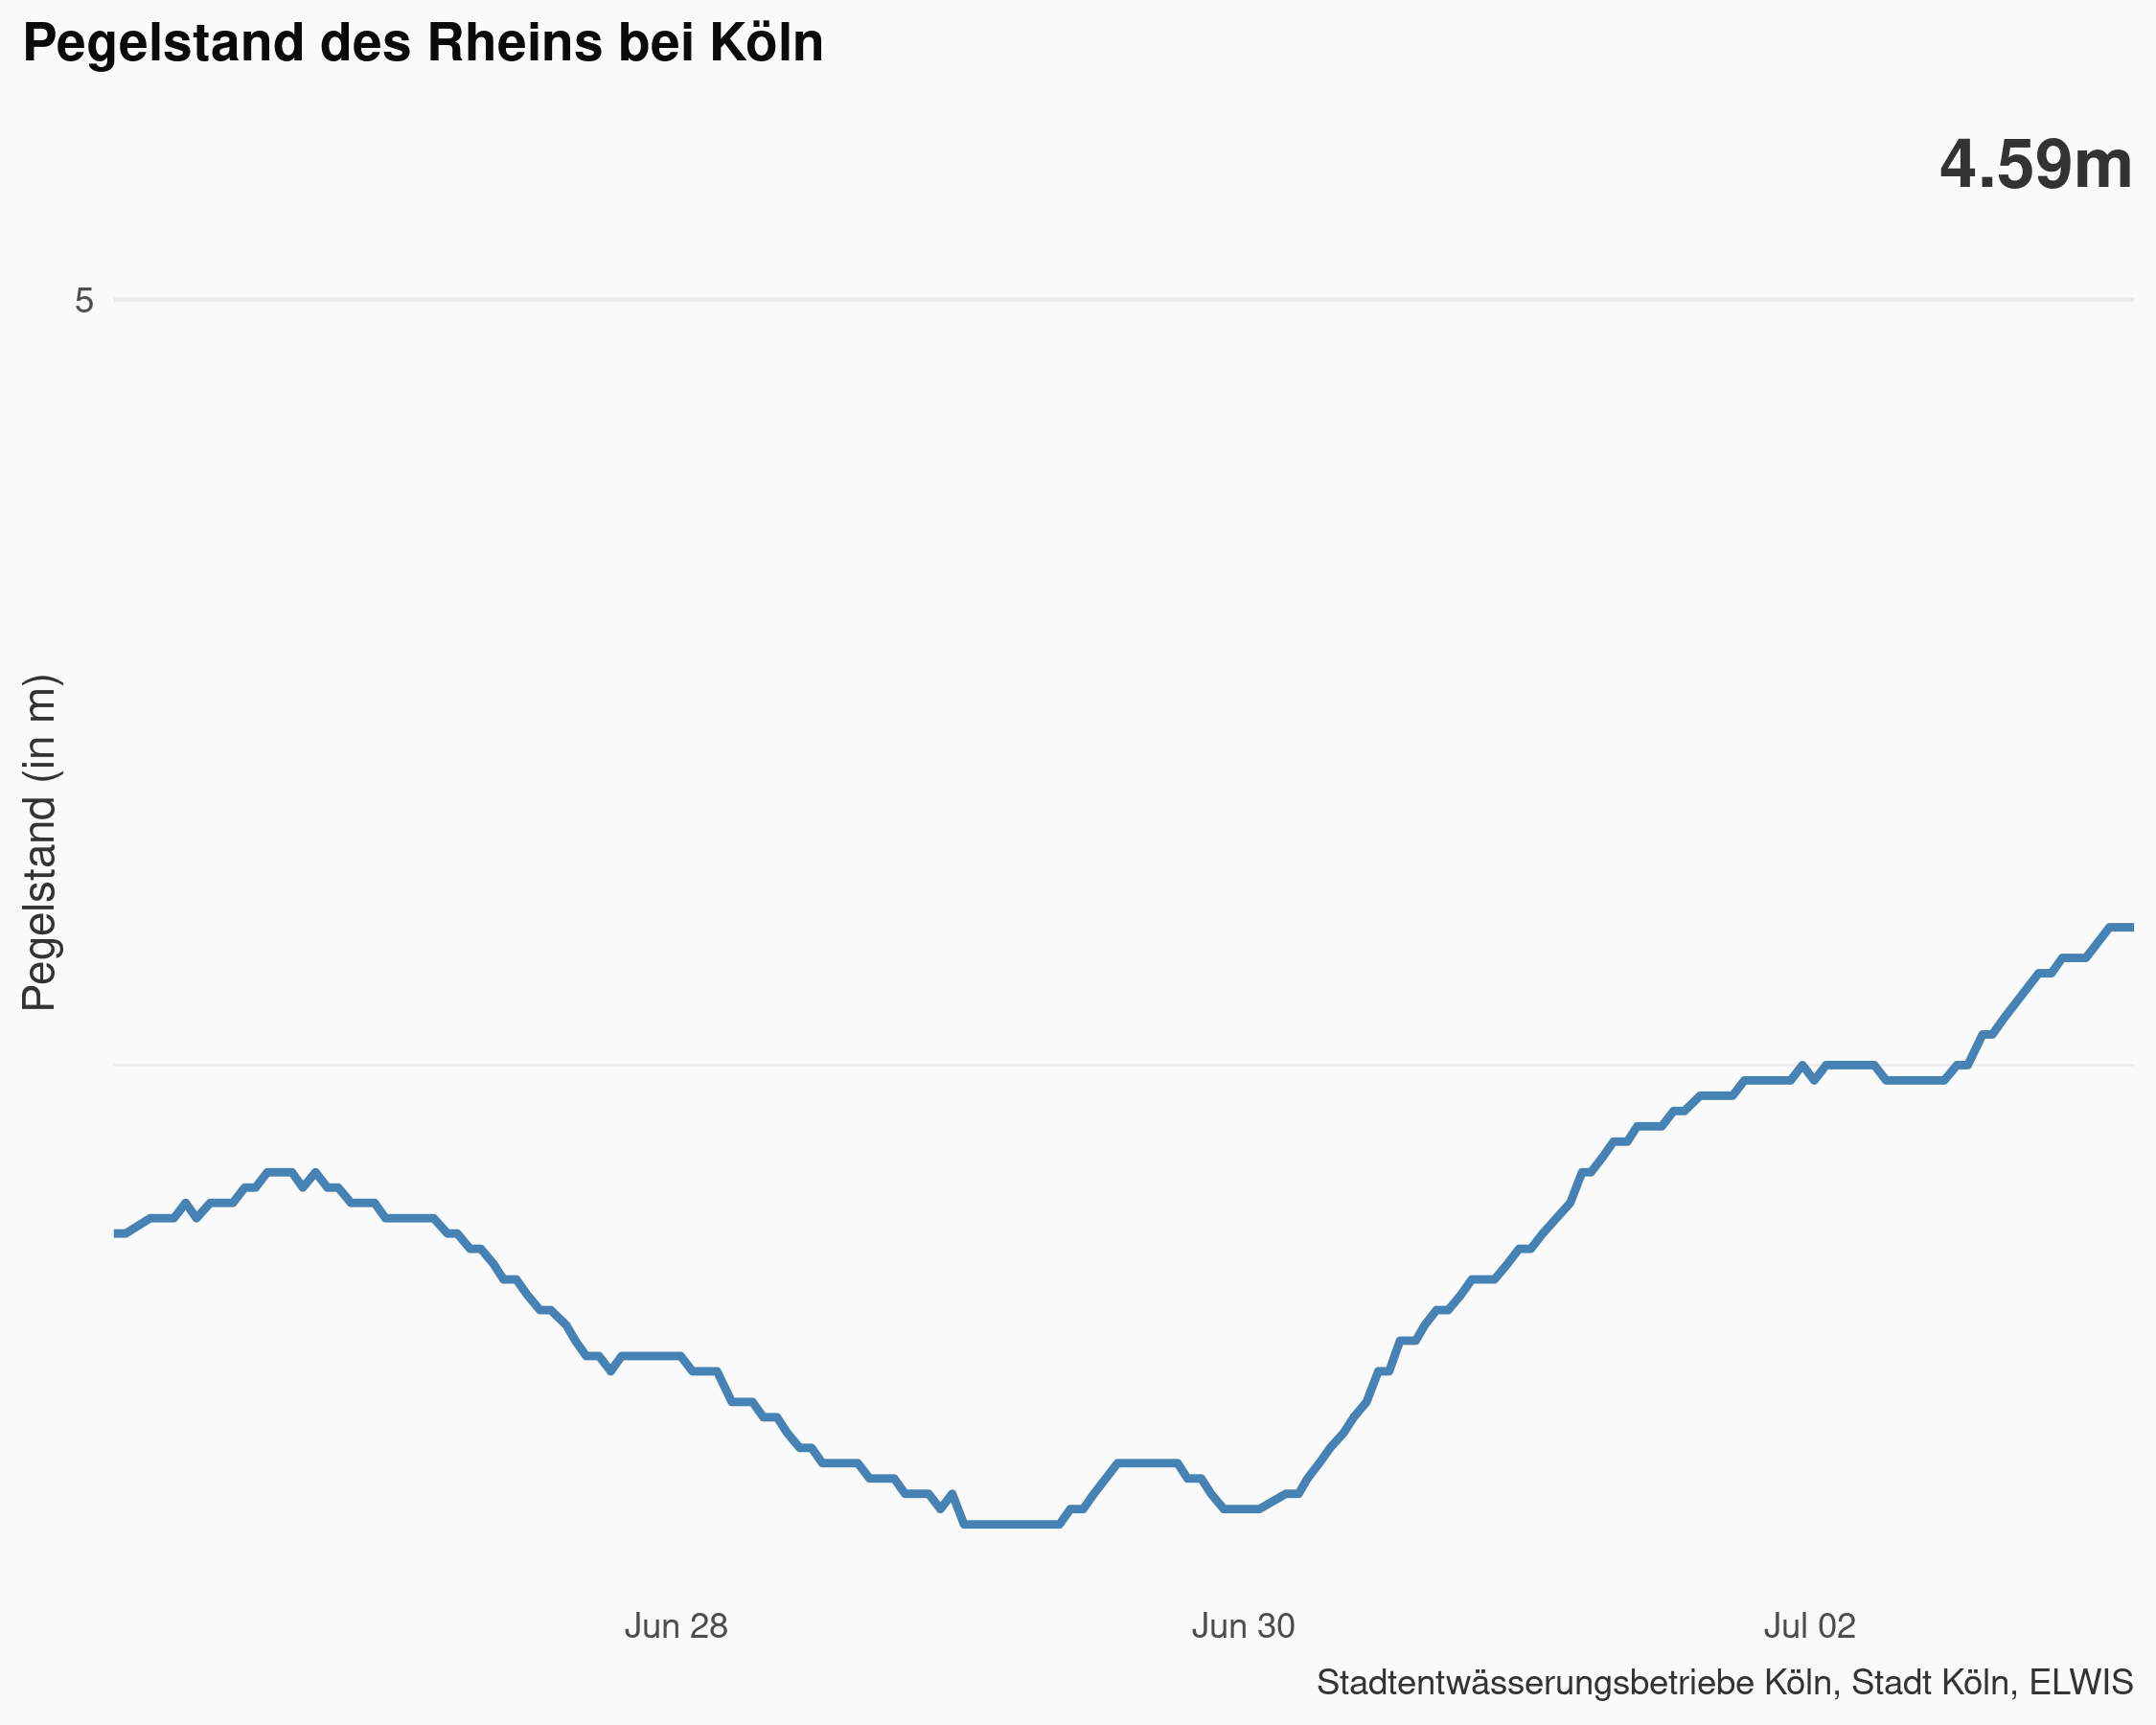 Pegelstand des Rheins bei Köln
4.59m
5
Pegelstand (in m)
Jun 28
Jun 30
Jul 02
Stadtentwässerungsbetriebe Köln, Stadt Köln, ELWIS